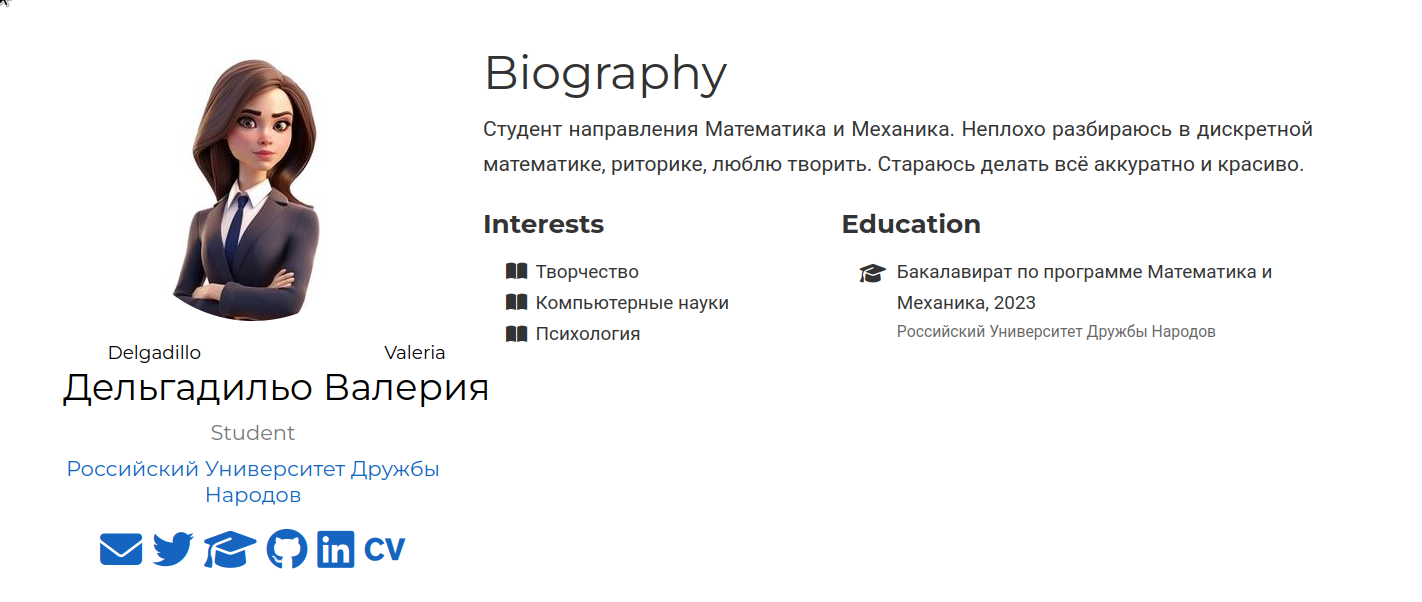 Biography
Студент направления Математика и Механика. Неплохо разбираюсь в дискретной
математике, риторике, люблю творить. Стараюсь делать всё аккуратно и красиво.
Interests
Творчество
Компьютерные науки
Психология
Education
Бакалавират по программе Математика и
Механика, 2023
Российский Университет Дружбы Народов
Delgadillo Valeria
Дельгадильо Валерия
Student
Российский Университет Дружбы
Народов
in CV